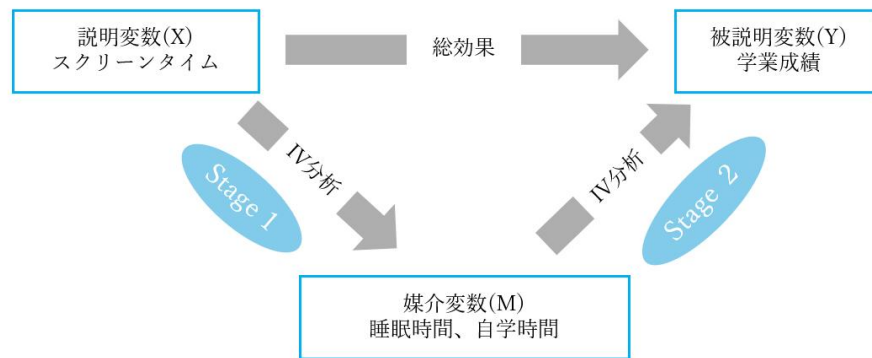 説明変数(X)
スクリーンタイム
総効果
被説明変数(Y)
学業成績
IV分析
Stage 1
IV分析
Stage 2
媒介変数(M)
睡眠時間、自学時間